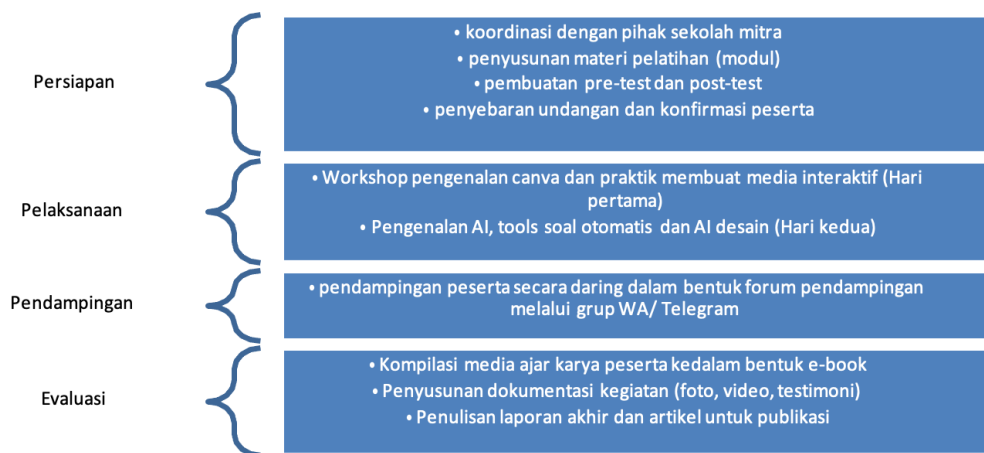 Persiapan
• koordinasi dengan pihak sekolah mitra
• penyusunan materi pelatihan (modul)
• pembuatan pre-test dan post-test
• penyebaran undangan dan konfirmasi peserta
Pelaksanaan
• Workshop pengenalan canva dan praktik membuat media interaktif (Hari
pertama)
• Pengenalan AI, tools soal otomatis dan AI desain (Hari kedua)
Pendampingan
• pendampingan peserta secara daring dalam bentuk forum pendampingan
melalui grup WA/ Telegram
Evaluasi
• Kompilasi media ajar karya peserta kedalam bentuk e-book
• Penyusunan dokumentasi kegiatan (foto, video, testimoni)
• Penulisan laporan akhir dan artikel untuk publikasi